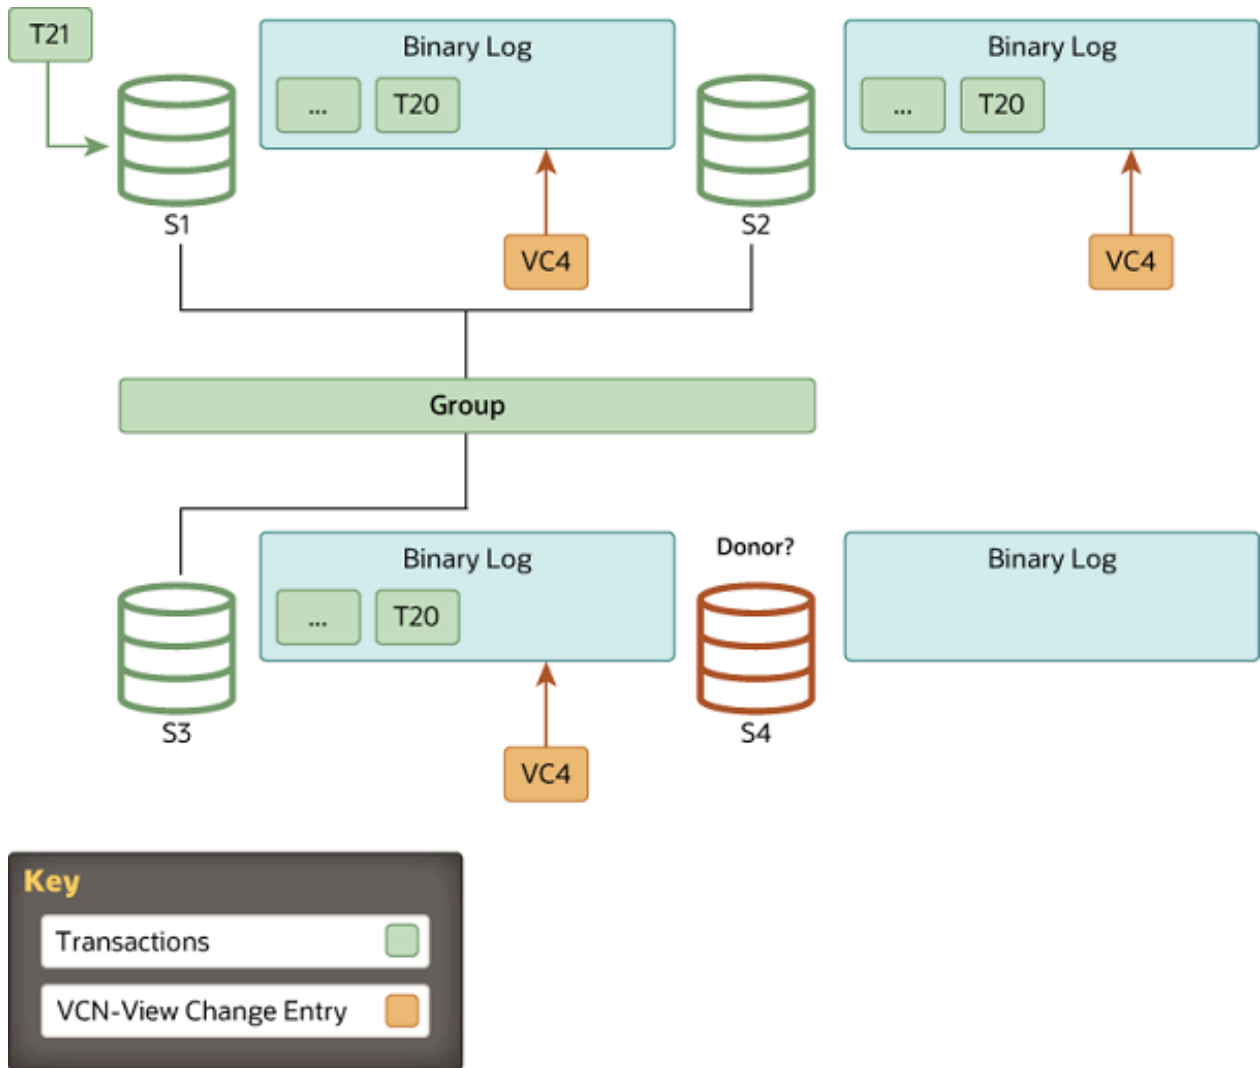 T21
Binary Log
... T20
S1
VC4
Binary Log
... T20
S2
VC4
Group
Binary Log
... T20
S3
VC4
Donor?
S4
Binary Log
Key
Transactions
VCN-View Change Entry